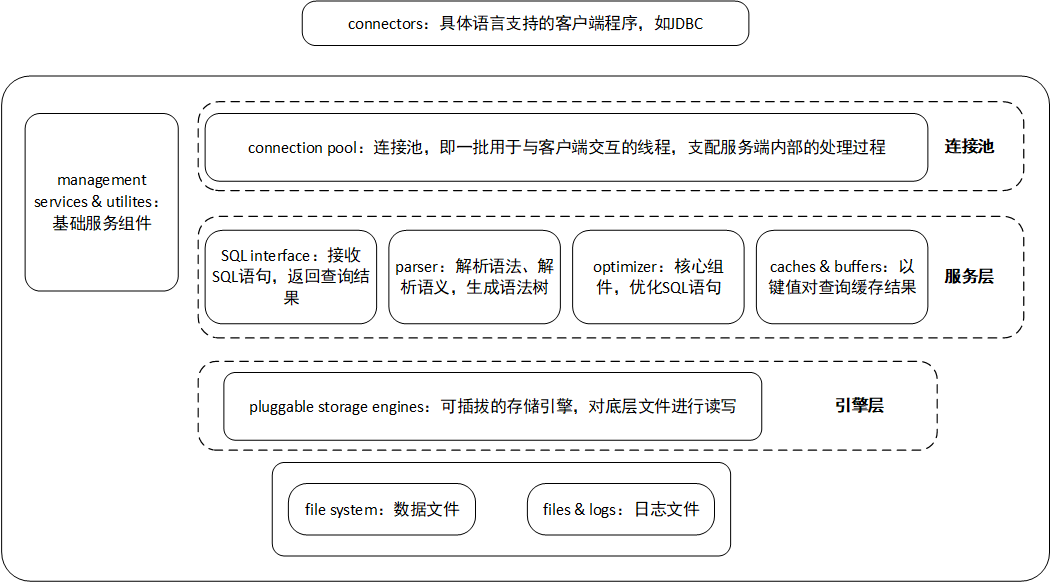 connectors：具体语言支持的客户端程序，如JDBC
management
services & utilites：
基础服务组件
connection pool：连接池，即一批用于与客户端交互的线程，支配服务端内部的处理过程
连接池
SQL interface：接收
SQL语句，返回查询结
果
parser：解析语法、解
析语义，生成语法树
optimizer：核心组
件，优化SQL语句
caches & buffers：以
键值对查询缓存结果
服务层
pluggable storage engines：可插拔的存储引擎，对底层文件进行读写
引擎层
file system：数据文件
files & logs：日志文件